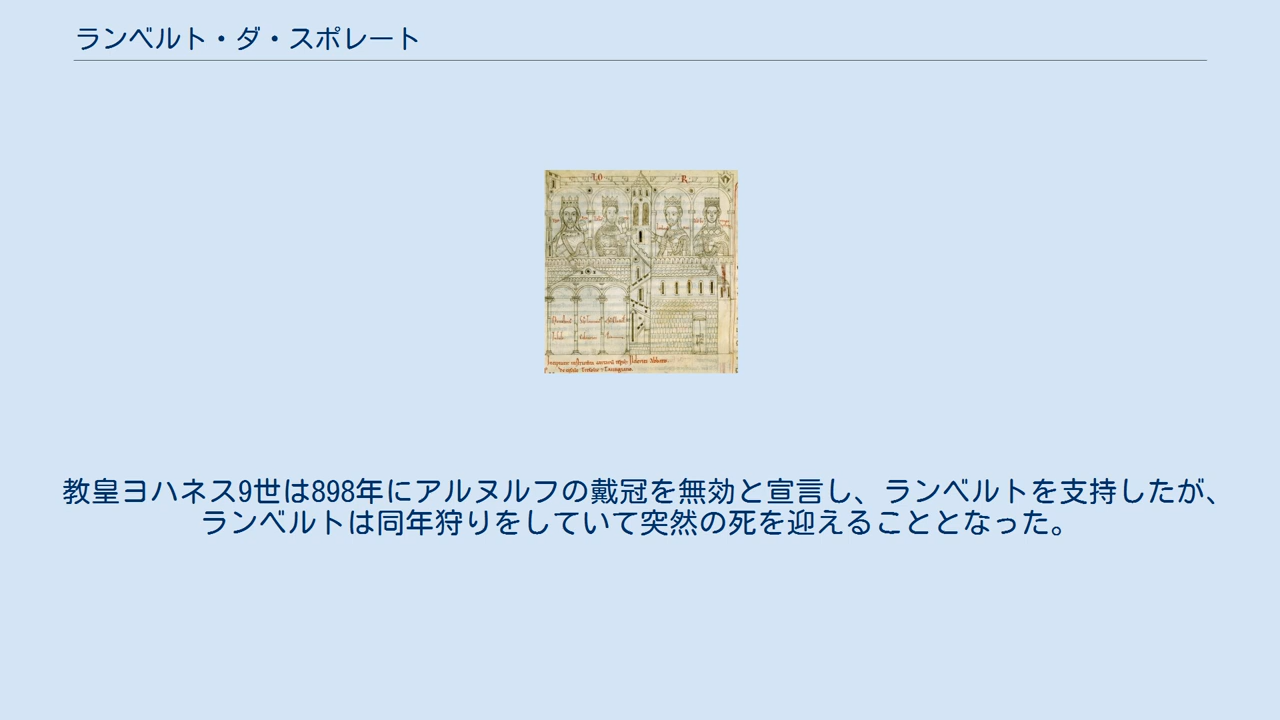 ランベルト・ダ・スポレート
教皇ヨハネス9世は898年にアルヌルフの戴冠を無効と宣言し、ランベルトを支持したが、
ランベルトは同年狩りをしていて突然の死を迎えることとなった。